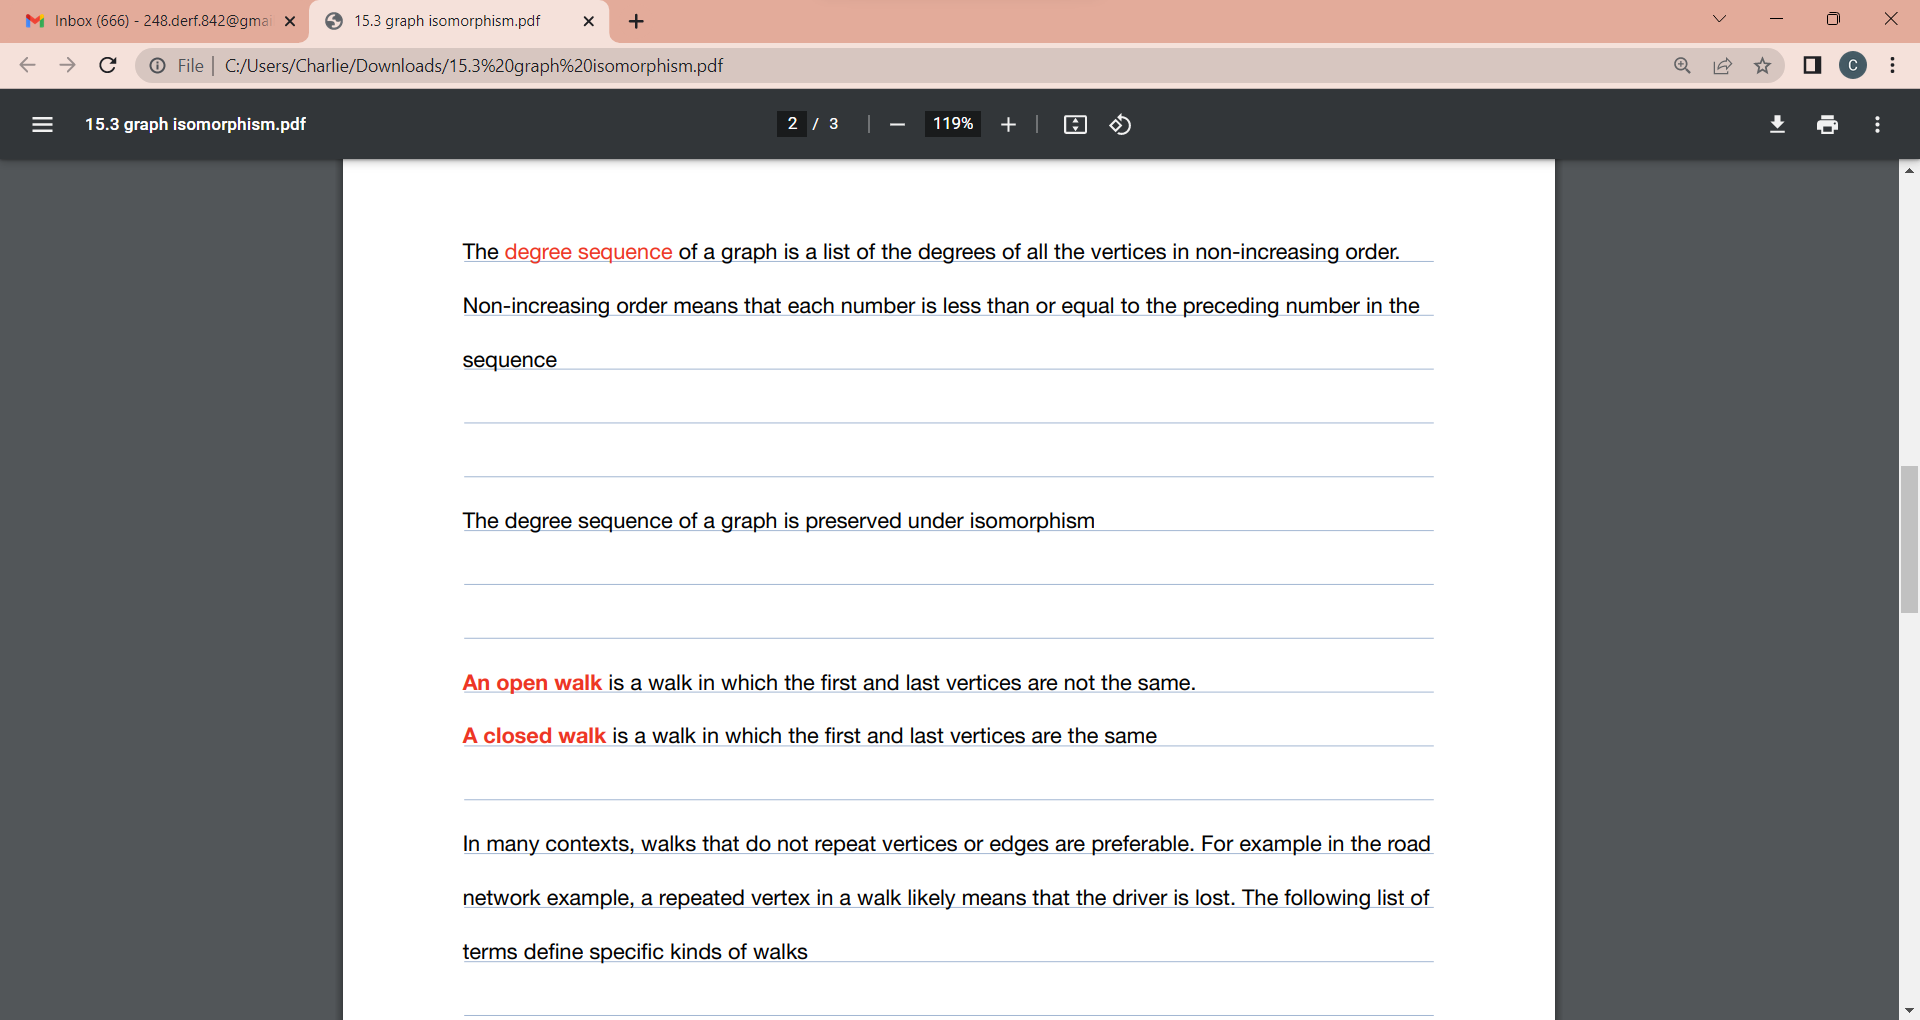 Inbox (666) - 248.derf.842@gmai
15.3 graph isomorphism.pdf
File | C:/Users/Charlie/Downloads/15.3%20graph%20isomorphism.pdf
C
15.3 graph isomorphism.pdf
2 / 3
119%
The degree sequence of a graph is a list of the degrees of all the vertices in non-increasing order.
Non-increasing order means that each number is less than or equal to the preceding number in the
sequence
The degree sequence of a graph is preserved under isomorphism
An open walk is a walk in which the first and last vertices are not the same.
A closed walk is a walk in which the first and last vertices are the same
In many contexts, walks that do not repeat vertices or edges are preferable. For example in the road
network example, a repeated vertex in a walk likely means that the driver is lost. The following list of
terms define specific kinds of walks